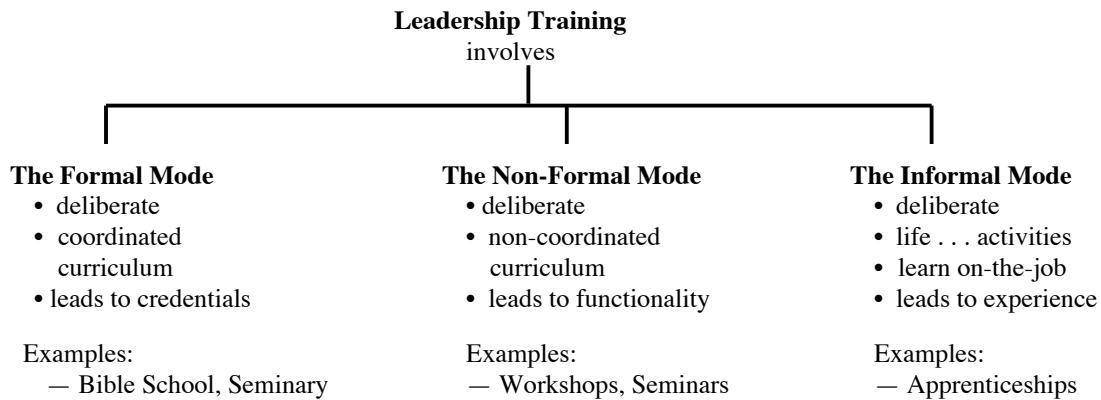 Leadership Training
involves
The Formal Mode
• deliberate
• coordinated
curriculum
• leads to credentials
Examples:
— Bible School, Seminary
The Non-Formal Mode
• deliberate
• non-coordinated
curriculum
• leads to functionality
Examples:
— Workshops, Seminars
The Informal Mode
• deliberate
• life . . . activities
• learn on-the-job
• leads to experience
Examples:
— Apprenticeships